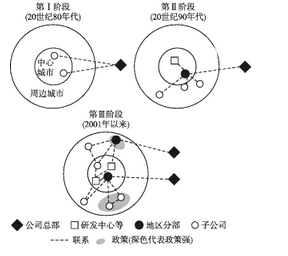 第Ⅰ阶段
(20世纪80年代)
第Ⅱ阶段
(20世纪90年代)
中心
城市
周边城市
第Ⅲ阶段
(2001年以来)
公司总部 研发中心等 地区分部 子公司
联系 政策(深色代表政策强)